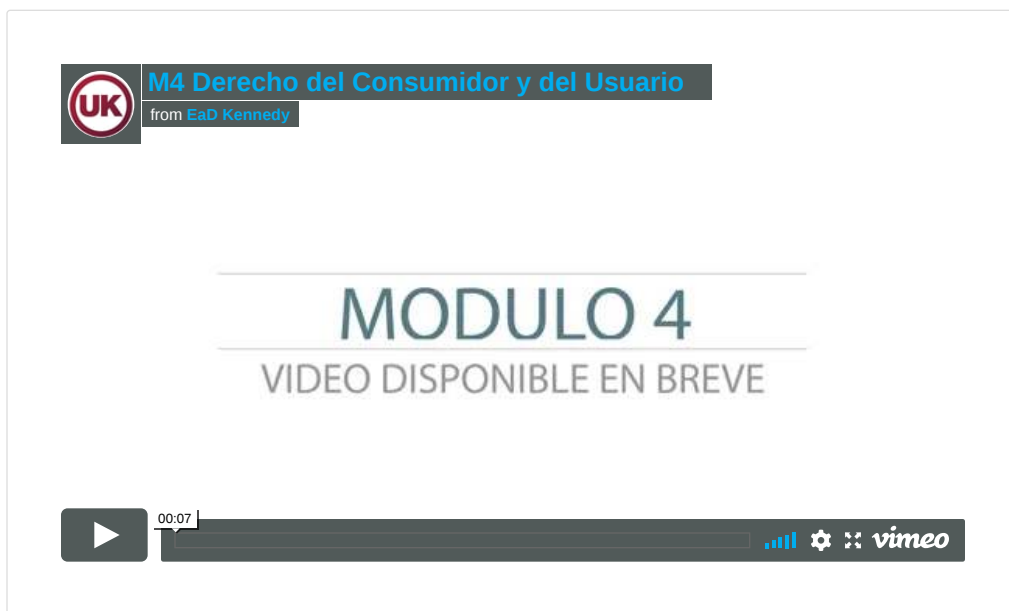 UK
M4 Derecho del Consumidor y del Usuario
from EaD Kennedy
MODULO 4
VIDEO DISPONIBLE EN BREVE
00:07
vimeo